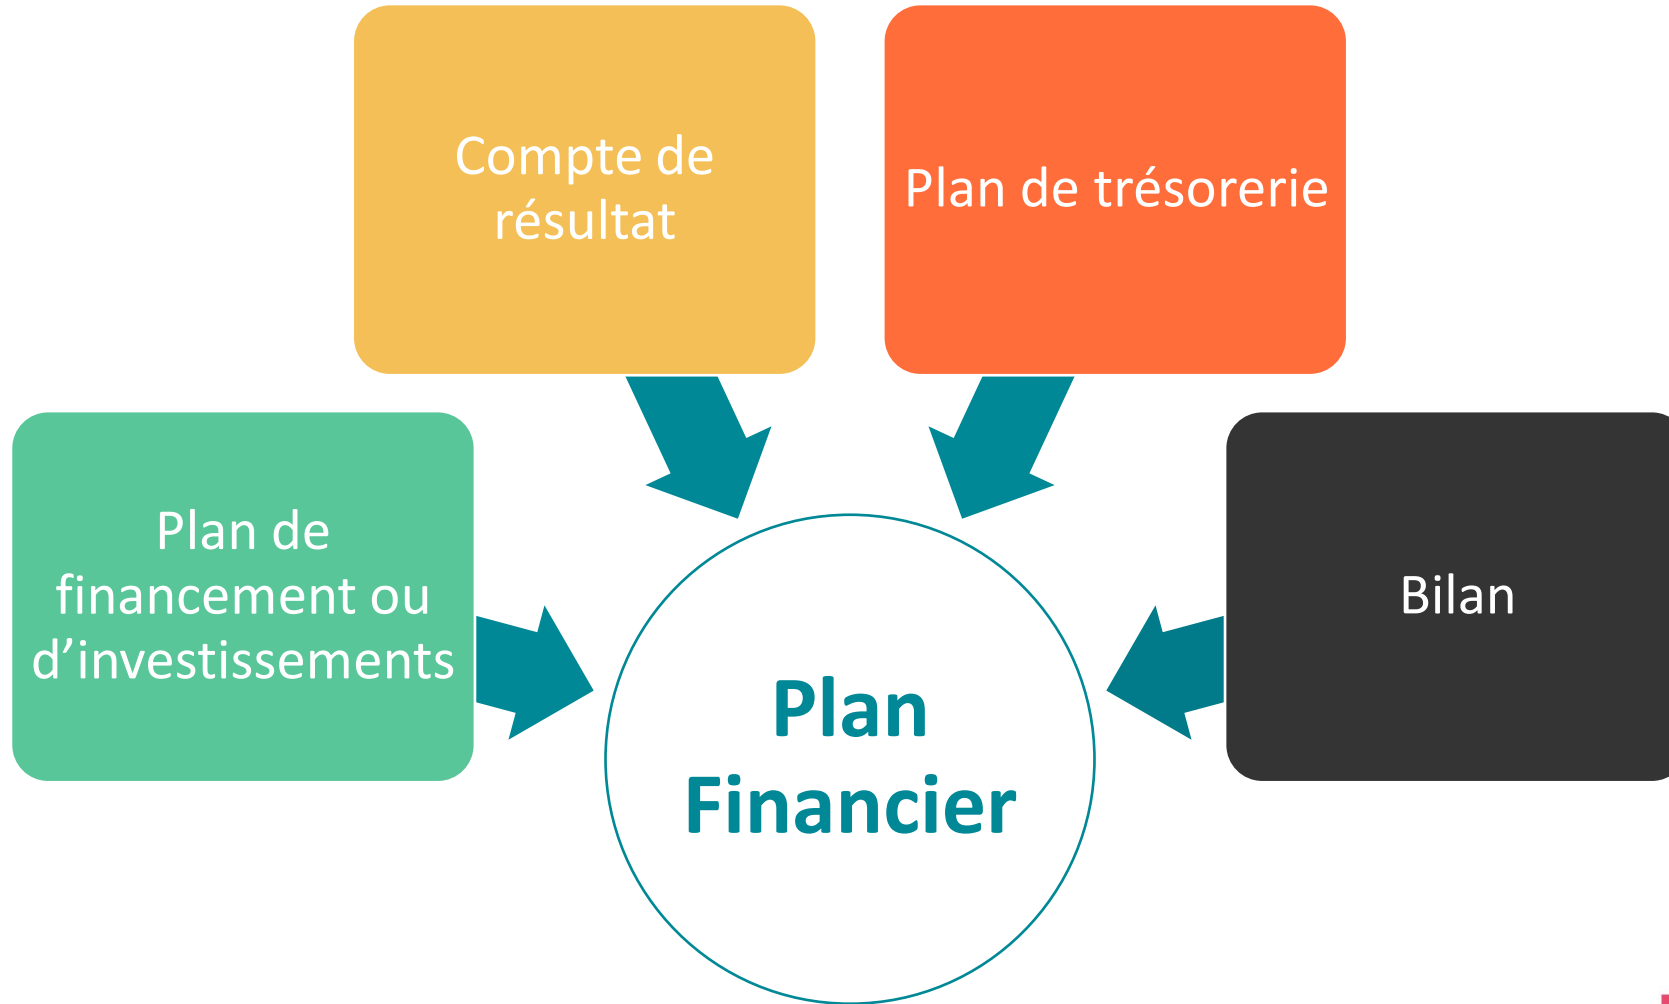 Compte de
résultat
Plan de trésorerie
Plan de
financement ou
d’investissements
Bilan
Plan
Financier